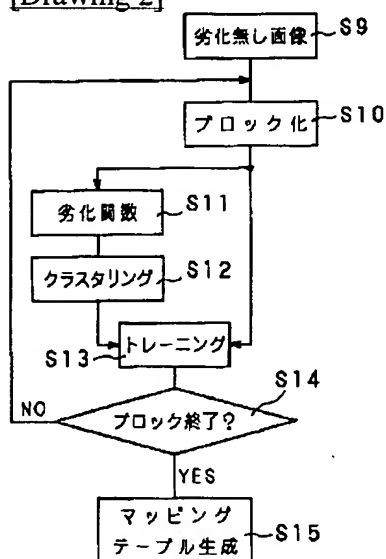 [Drawing 2]
劣化無し画像
S9
ブロック化
S10
劣化関数
S11
クラスタリング
S12
トレーニング
S13
S14
ブロック終了?
NO
YES
マッピング
テーブル生成
S15